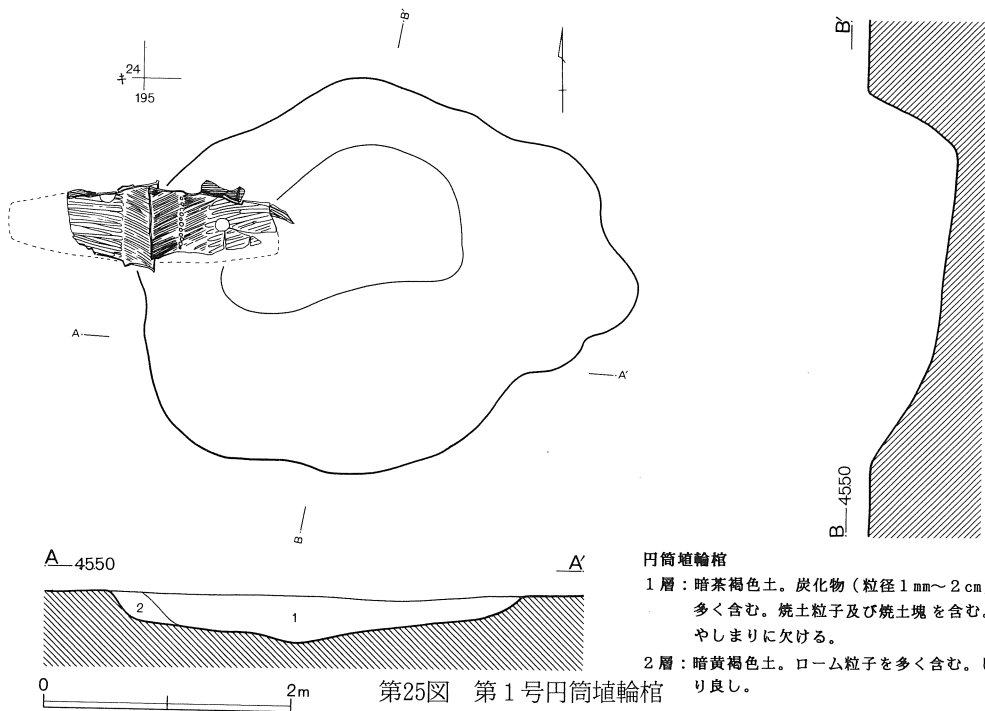 B′
24
キ
195
B′
A
A′
B
B 4550
A 4550
A′
2
1
円筒埴輪棺
1層：暗茶褐色土。炭化物（粒径1mm〜2cm
多く含む。焼土粒子及び焼土塊を含む。
やしまりに欠ける。
2層：暗黄褐色土。ローム粒子を多く含む。し
り良し。
0 2m
第25図 第1号円筒埴輪棺